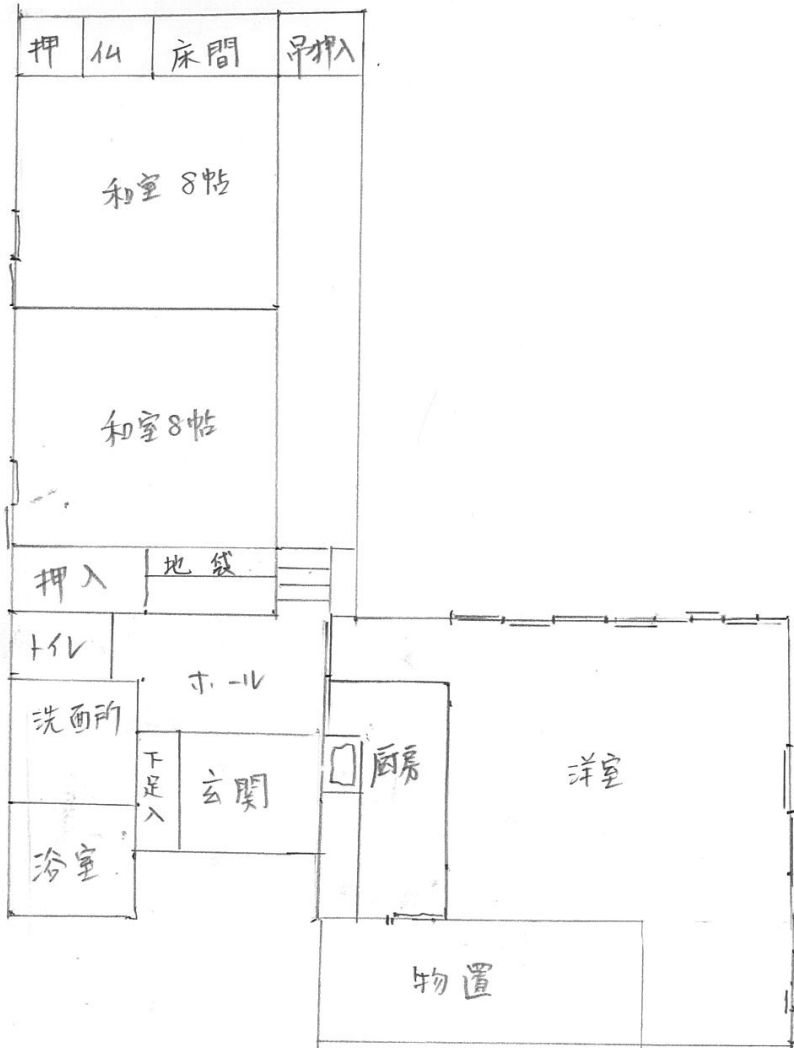 押 仏 床間 吊押入
和室 8帖
和室8帖
押入 地袋
トイレ
ホール
洗面所
下足入
玄関
厨房
洋室
浴室
物置